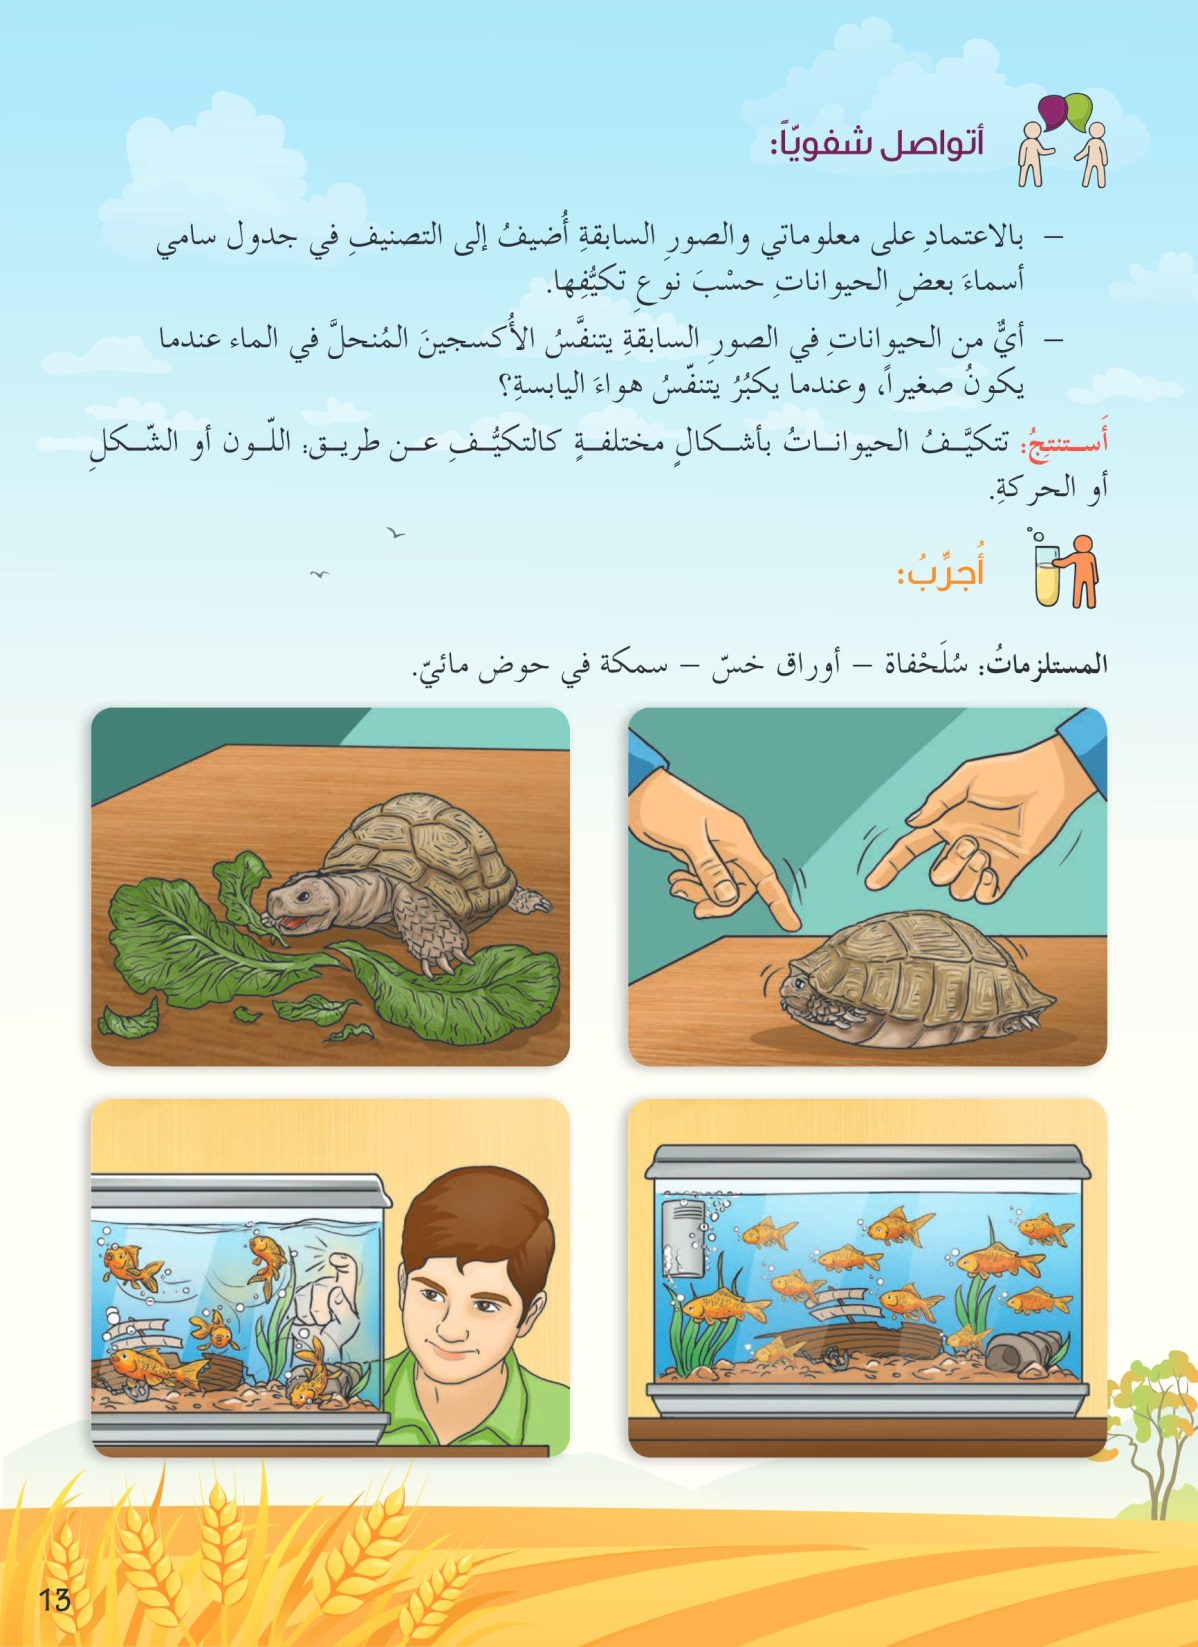 أتواصل شفويّاً:
– بالاعتمادِ على معلوماتي والصورِ السابقةِ أُضيفُ إلى التصنيفِ في جدول سامي
أسماءَ بعضِ الحيواناتِ حسْبَ نوعِ تكيُّفِها.
– أيٌّ من الحيواناتِ في الصورِ السابقةِ يتنفَّسُ الأُكسجينَ المُنحلَّ في الماء عندما
يكونُ صغيراً، وعندما يكبُرُ يتنفّسُ هواءَ اليابسةِ؟
أَستنتِجُ: تتكيَّفُ الحيواناتُ بأشكالٍ مختلفةٍ كالتكيُّفِ عن طريق: اللّون أو الشّكلِ
أو الحركةِ.
أُجرِّبُ:
المستلزماتُ: سُلَحْفاة – أوراق خسّ – سمكة في حوض مائيّ.
13